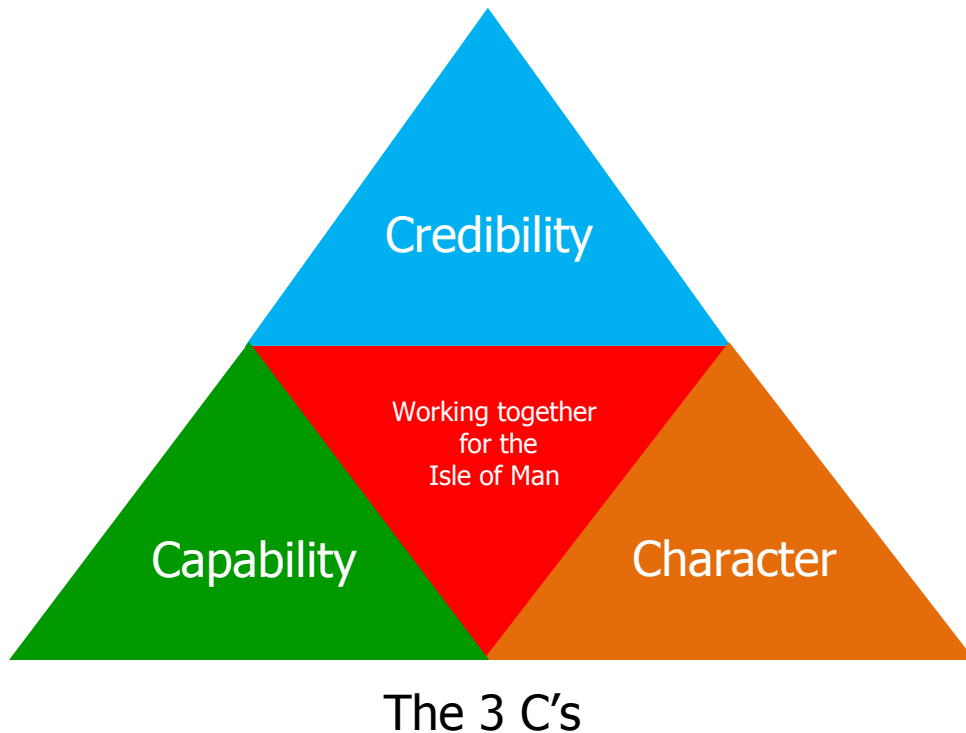 Credibility
Working together
for the
Isle of Man
Capability
Character
The 3 C’s